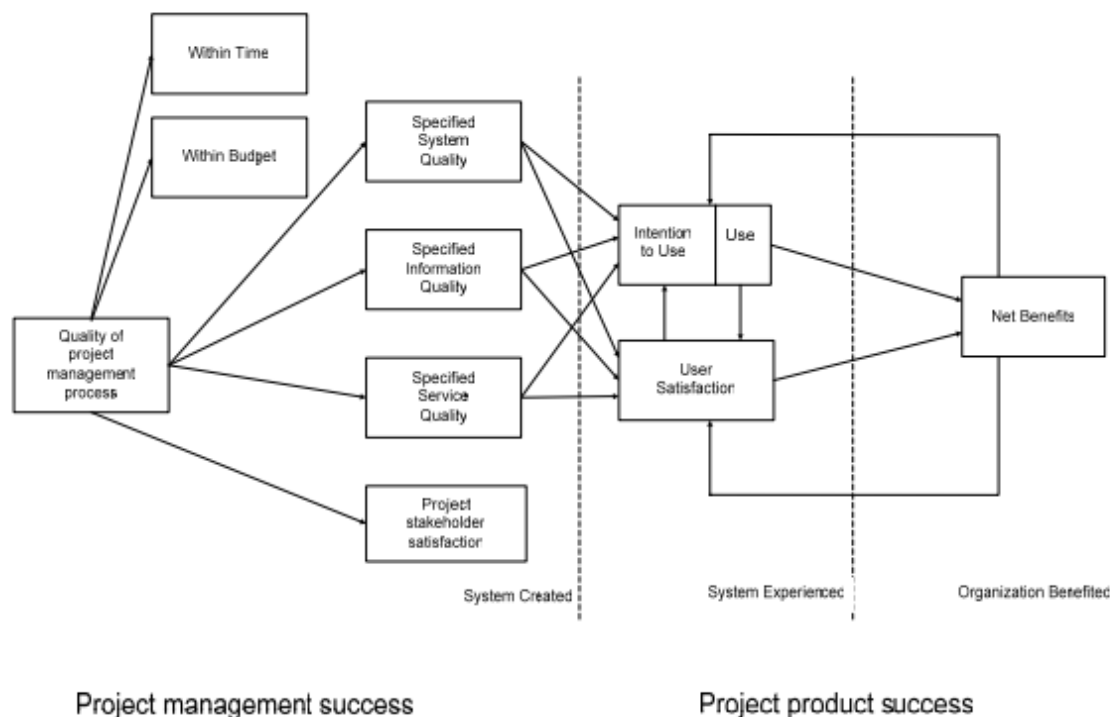 Within Time
Within Budget
Specified
System
Quality
Specified
Information
Quality
Intention
to Use
Use
Net Benefits
Quality of
project
management
process
Specified
Service
Quality
User
Satisfaction
Project
stakeholder
satisfaction
System Created
System Experienced
Organization Benefited
Project management success
Project product success